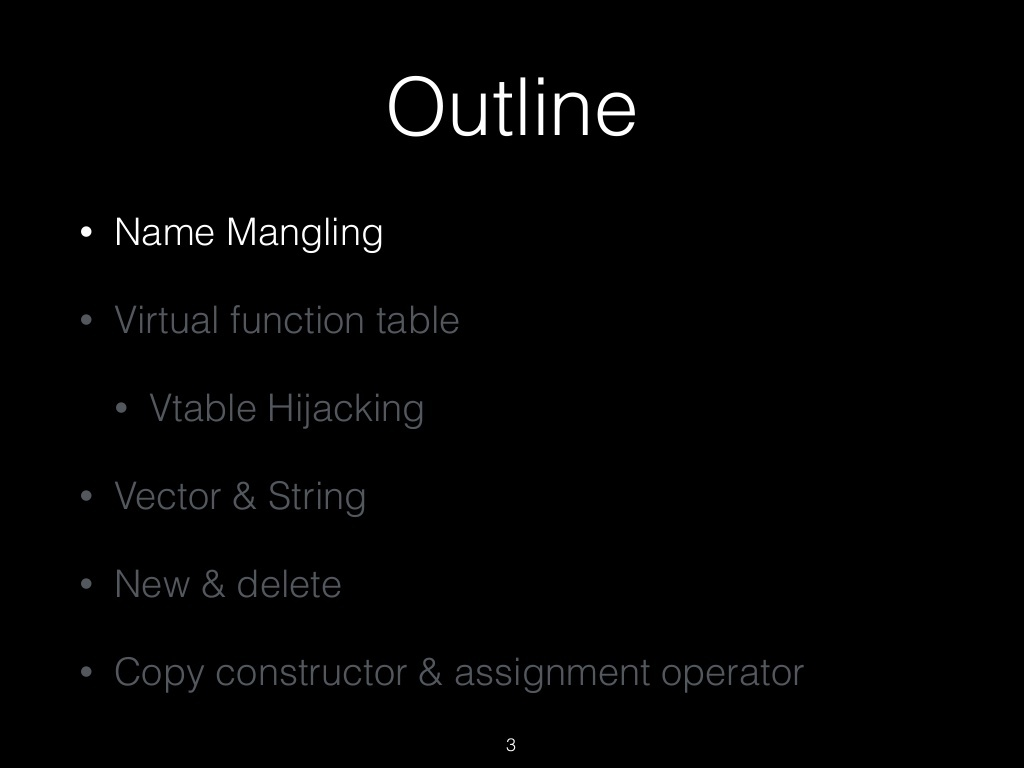 Outline
• Name Mangling
• Virtual function table
• Vtable Hijacking
• Vector & String
• New & delete
• Copy constructor & assignment operator
3